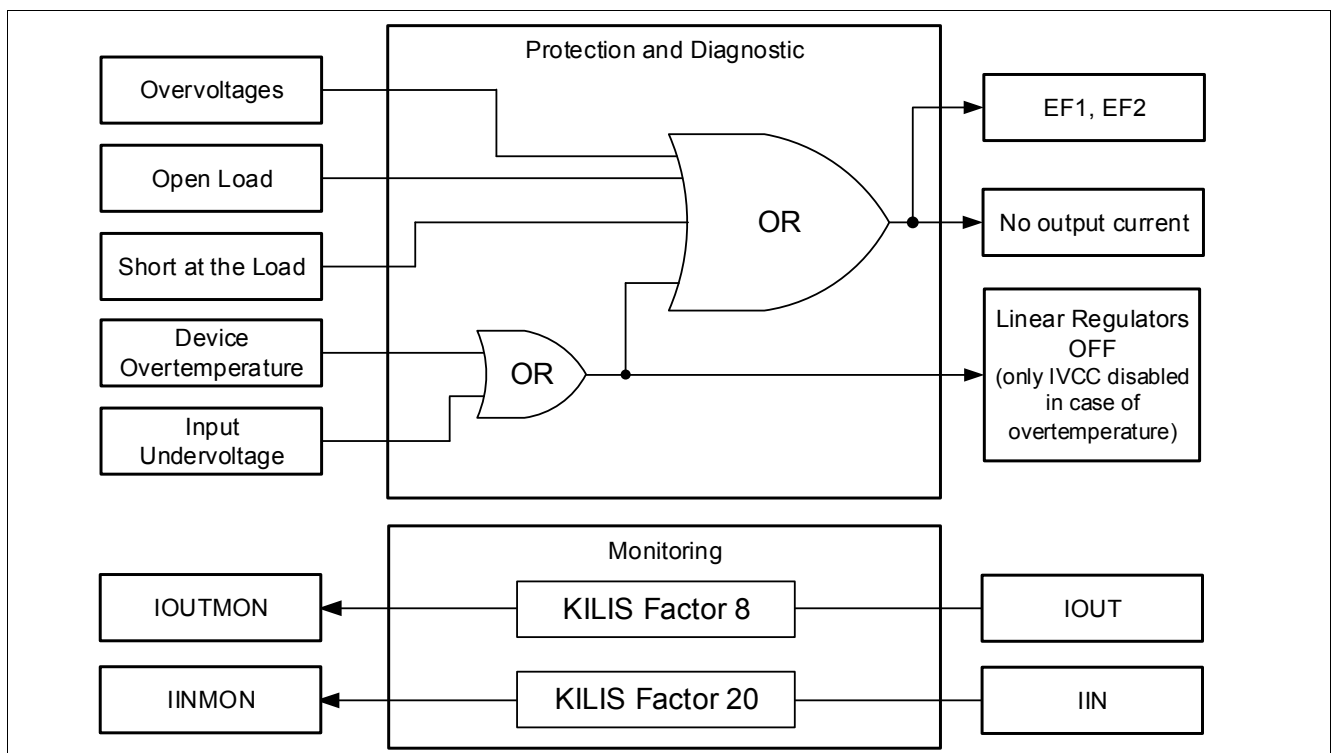 Protection and Diagnostic
Overvoltages
Open Load
Short at the Load
Device
Overtemperature
Input
Undervoltage
OR
OR
EF1, EF2
No output current
Linear Regulators
OFF
(only IVCC disabled
in case of
overtemperature)
Monitoring
IOUTMON
KILIS Factor 8
IOUT
IINMON
KILIS Factor 20
IIN